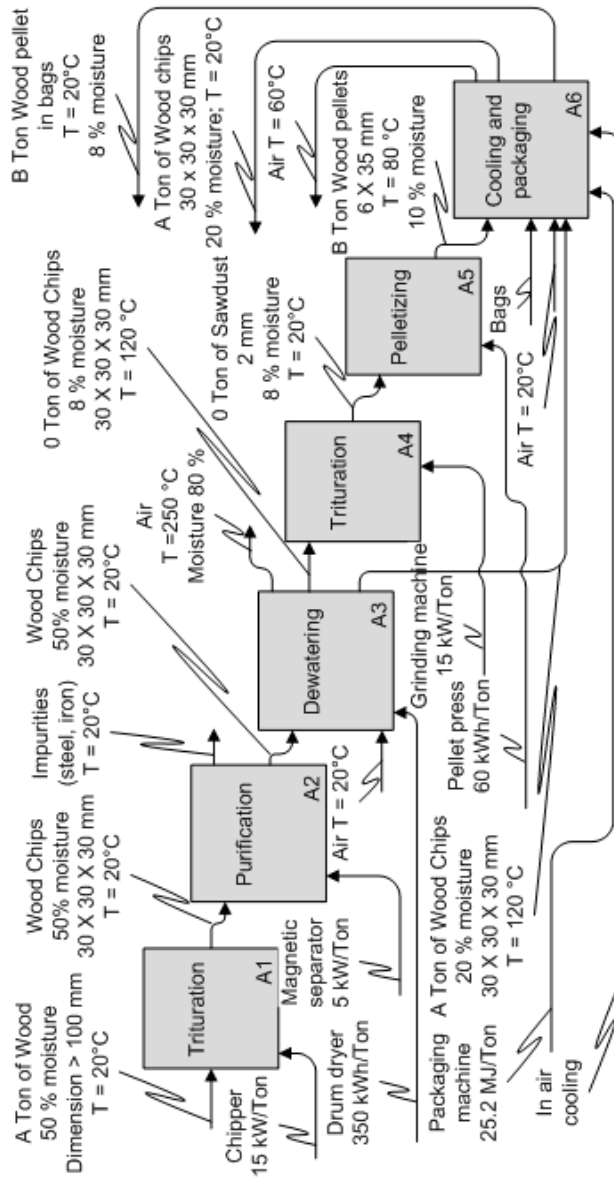 A Ton of Wood
50 % moisture
Dimension > 100 mm
T = 20°C
Wood Chips
50% moisture
30 X 30 X 30 mm
T = 20°C
Impurities
(steel, iron)
T = 20°C
Wood Chips
50% moisture
30 X 30 X 30 mm
T = 20°C
Air
T =250 °C
Moisture 80 %
0 Ton of Wood Chips
8 % moisture
30 X 30 X 30 mm
T = 120 °C
0 Ton of Sawdust
2 mm
8 % moisture
T = 20°C
B Ton Wood pellet
in bags
T = 20°C
8 % moisture
A Ton of Wood chips
30 x 30 x 30 mm
20 % moisture; T = 20°C
Air T = 60°C
B Ton Wood pellets
6 X 35 mm
T = 80 °C
10 % moisture
Trituration
A1
Purification
A2
Dewatering
A3
Trituration
A4
Pelletizing
A5
Cooling and
packaging
A6
Chipper
15 kW/Ton
Magnetic
separator
5 kW/Ton
Air T = 20°C
Drum dryer
350 kWh/Ton
Grinding machine
15 kW/Ton
Pellet press
60 kWh/Ton
Bags
Air T = 20°C
Packaging
machine
25.2 MJ/Ton
A Ton of Wood Chips
20 % moisture
30 X 30 X 30 mm
T = 120 °C
In air
cooling